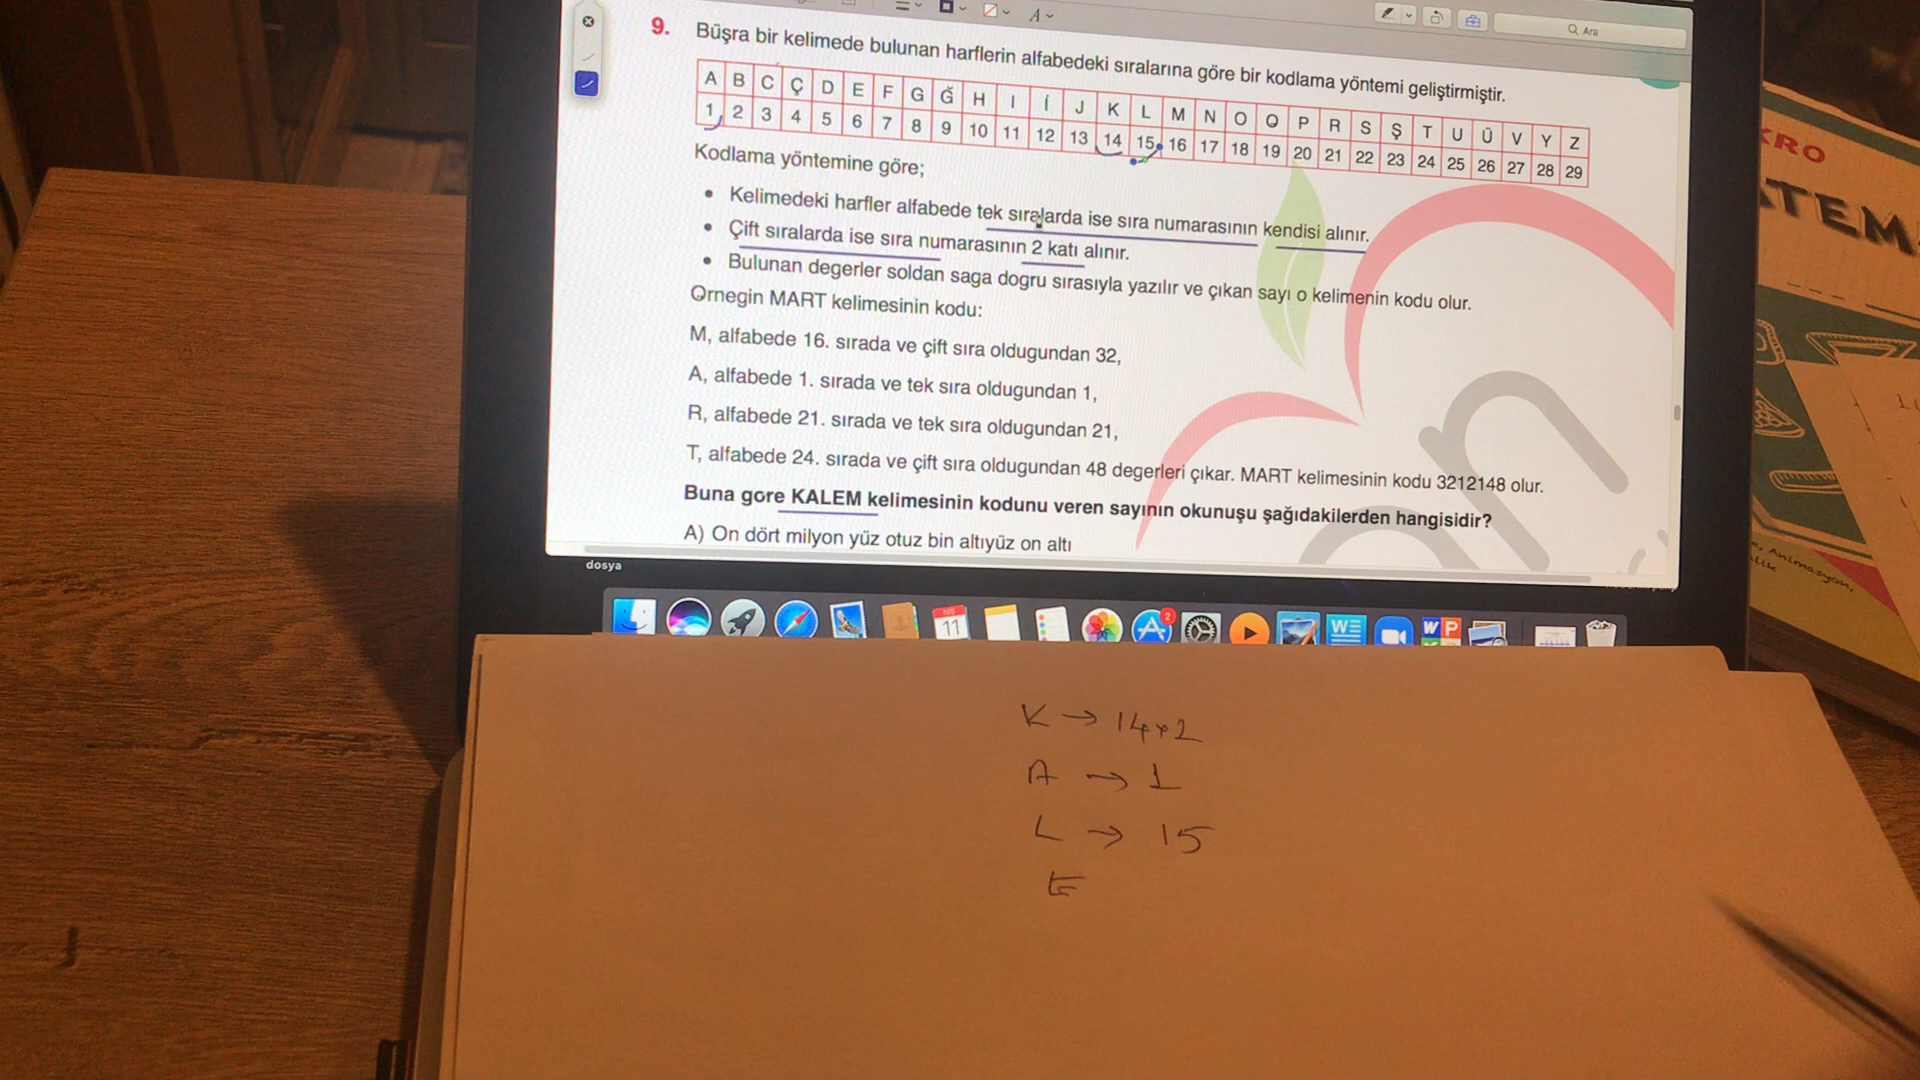 Ara
9. Büşra bir kelimede bulunan harflerin alfabedeki sıralarına göre bir kodlama yöntemi geliştirmiştir.
A B C Ç D E F G Ğ H I İ J K L M N O Ö P R S Ş T U Ü V Y Z
1 2 3 4 5 6 7 8 9 10 11 12 13 14 15 16 17 18 19 20 21 22 23 24 25 26 27 28 29
Kodlama yöntemine göre;
• Kelimedeki harfler alfabede tek sıralarda ise sıra numarasının kendisi alınır.
• Çift sıralarda ise sıra numarasının 2 katı alınır.
• Bulunan degerler soldan saga dogru sırasıyla yazılır ve çıkan sayı o kelimenin kodu olur.
Ornegin MART kelimesinin kodu:
M, alfabede 16. sırada ve çift sıra oldugundan 32,
A, alfabede 1. sırada ve tek sıra oldugundan 1,
R, alfabede 21. sırada ve tek sıra oldugundan 21,
T, alfabede 24. sırada ve çift sıra oldugundan 48 degerleri çıkar. MART kelimesinin kodu 3212148 olur.
Buna gore KALEM kelimesinin kodunu veren sayının okunuşu şağıdakilerden hangisidir?
A) On dört milyon yüz otuz bin altıyüz on altı
dosya
11
2
W P
KRO
ATEM
Animasyon,
K → 14×2
A → 1
L → 15
E